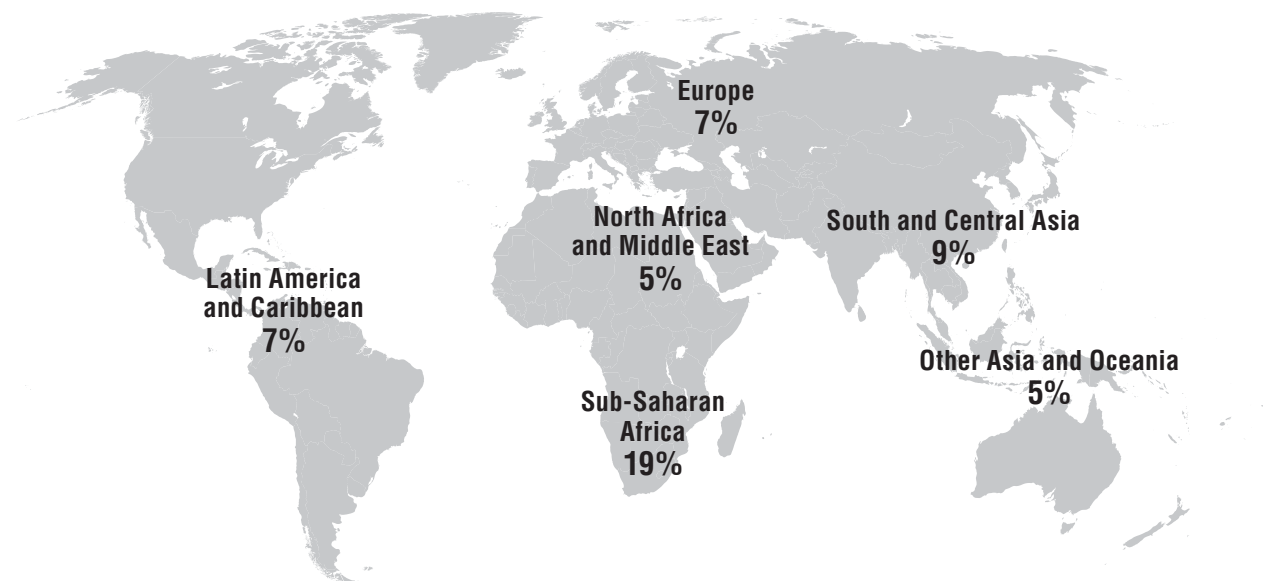 Europe
7%
North Africa
and Middle East
5%
South and Central Asia
9%
Latin America
and Caribbean
7%
Other Asia and Oceania
5%
Sub-Saharan
Africa
19%